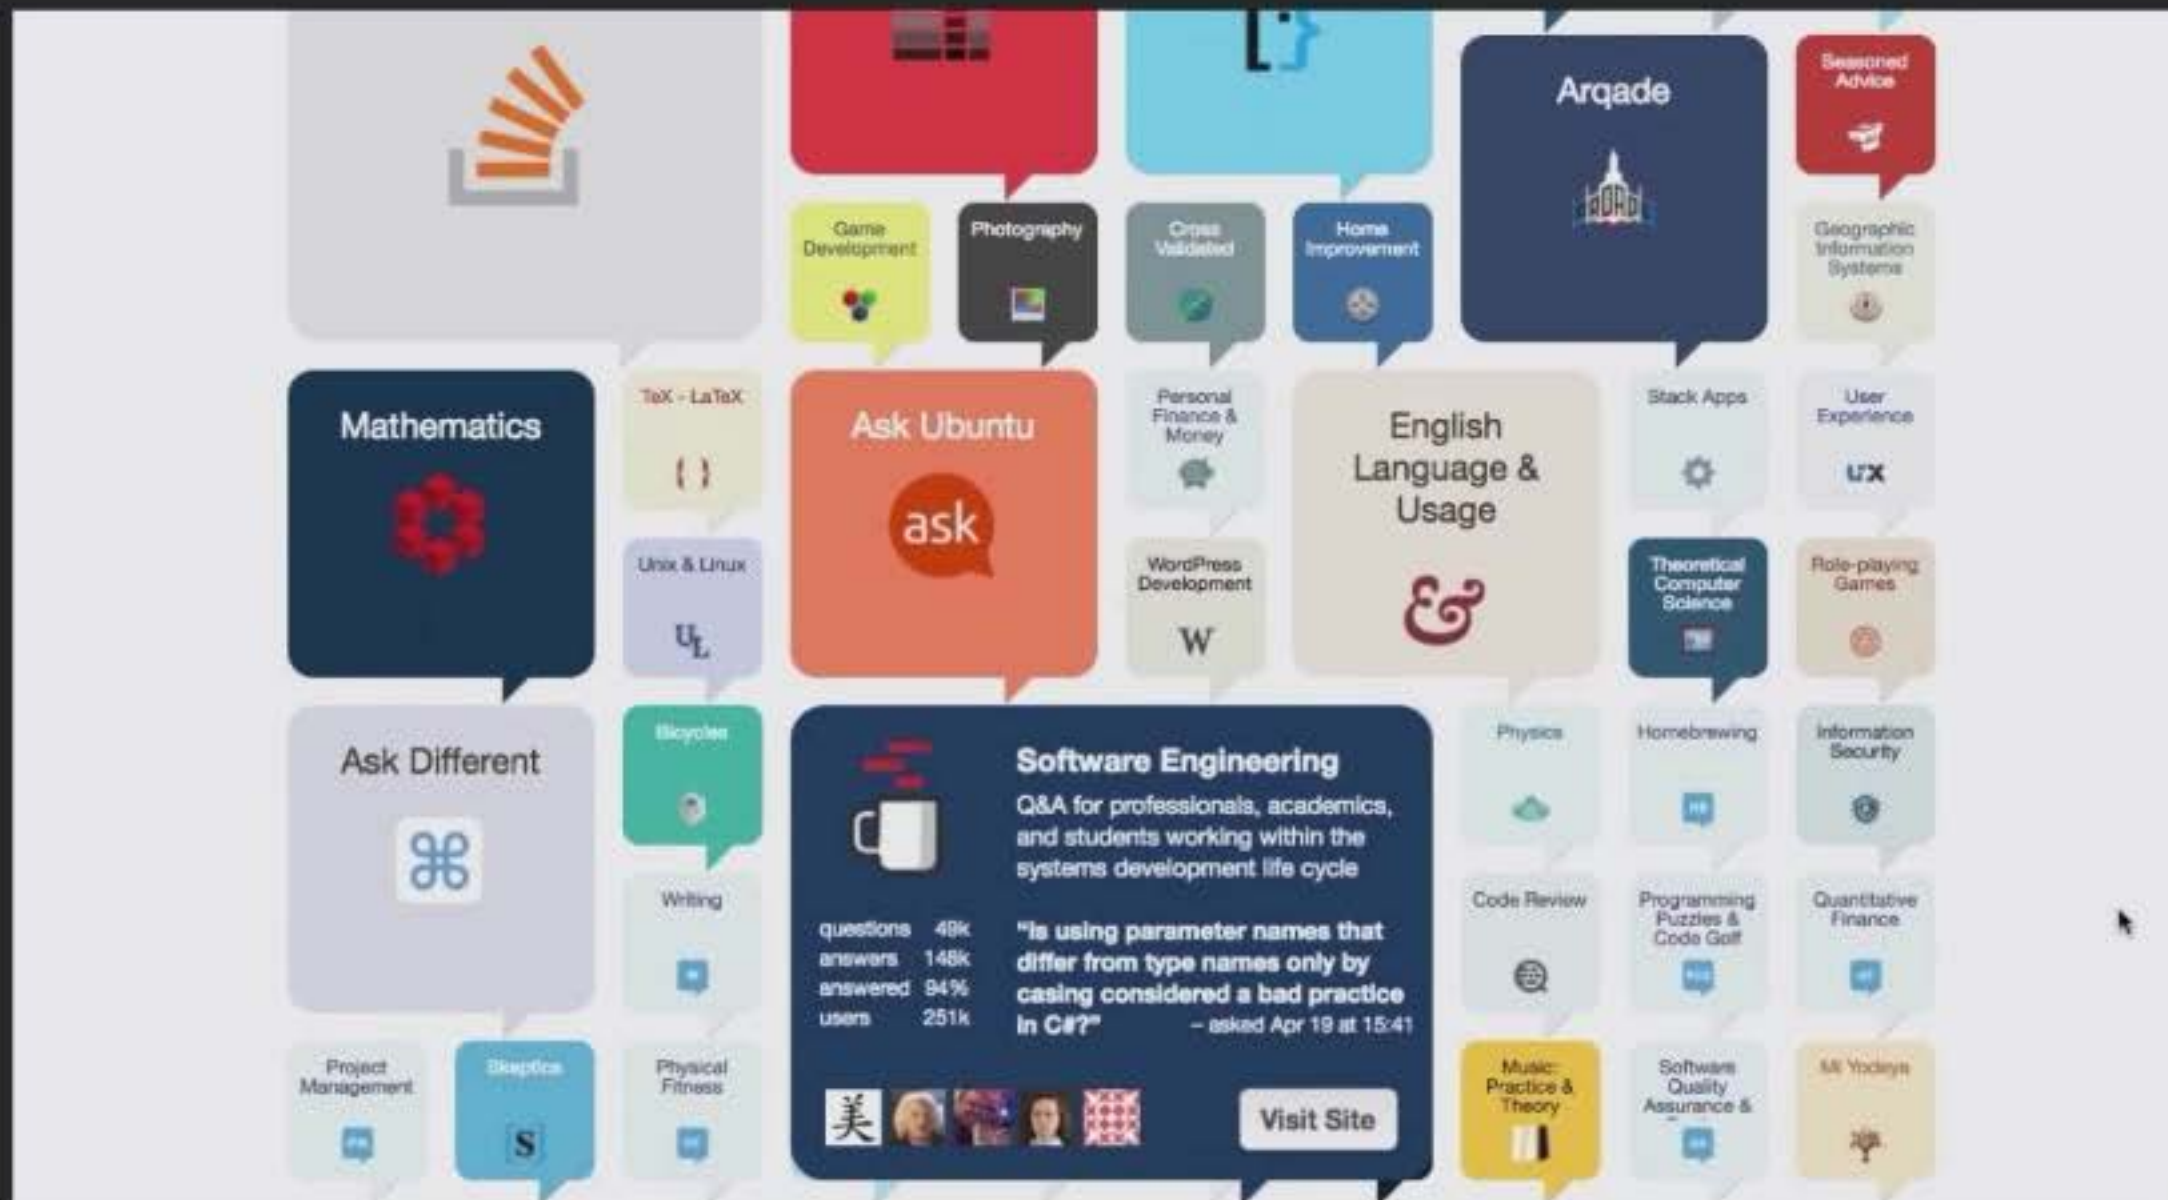 Arqade
Seasoned
Advice
Game
Development
Photography
Cross
Validated
Home
Improvement
Geographic
Information
Systems
Mathematics
TeX - LaTeX
Ask Ubuntu
ask
Personal
Finance &
Money
English
Language &
Usage
&
Stack Apps
User
Experience
UX
Unix & Linux
UL
WordPress
Development
W
Theoretical
Computer
Science
Role-playing
Games
Ask Different
Bicycles
Software Engineering
Q&A for professionals, academics,
and students working within the
systems development life cycle
questions 49k
answers 148k
answered 94%
users 251k
"Is using parameter names that
differ from type names only by
casing considered a bad practice
in C#?" – asked Apr 19 at 15:41
美
Visit Site
Physics
Homebrewing
Information
Security
Writing
Code Review
Programming
Puzzles &
Code Golf
Quantitative
Finance
Project
Management
Skeptics
S
Physical
Fitness
Music:
Practice &
Theory
Software
Quality
Assurance &
Mi Yodeya